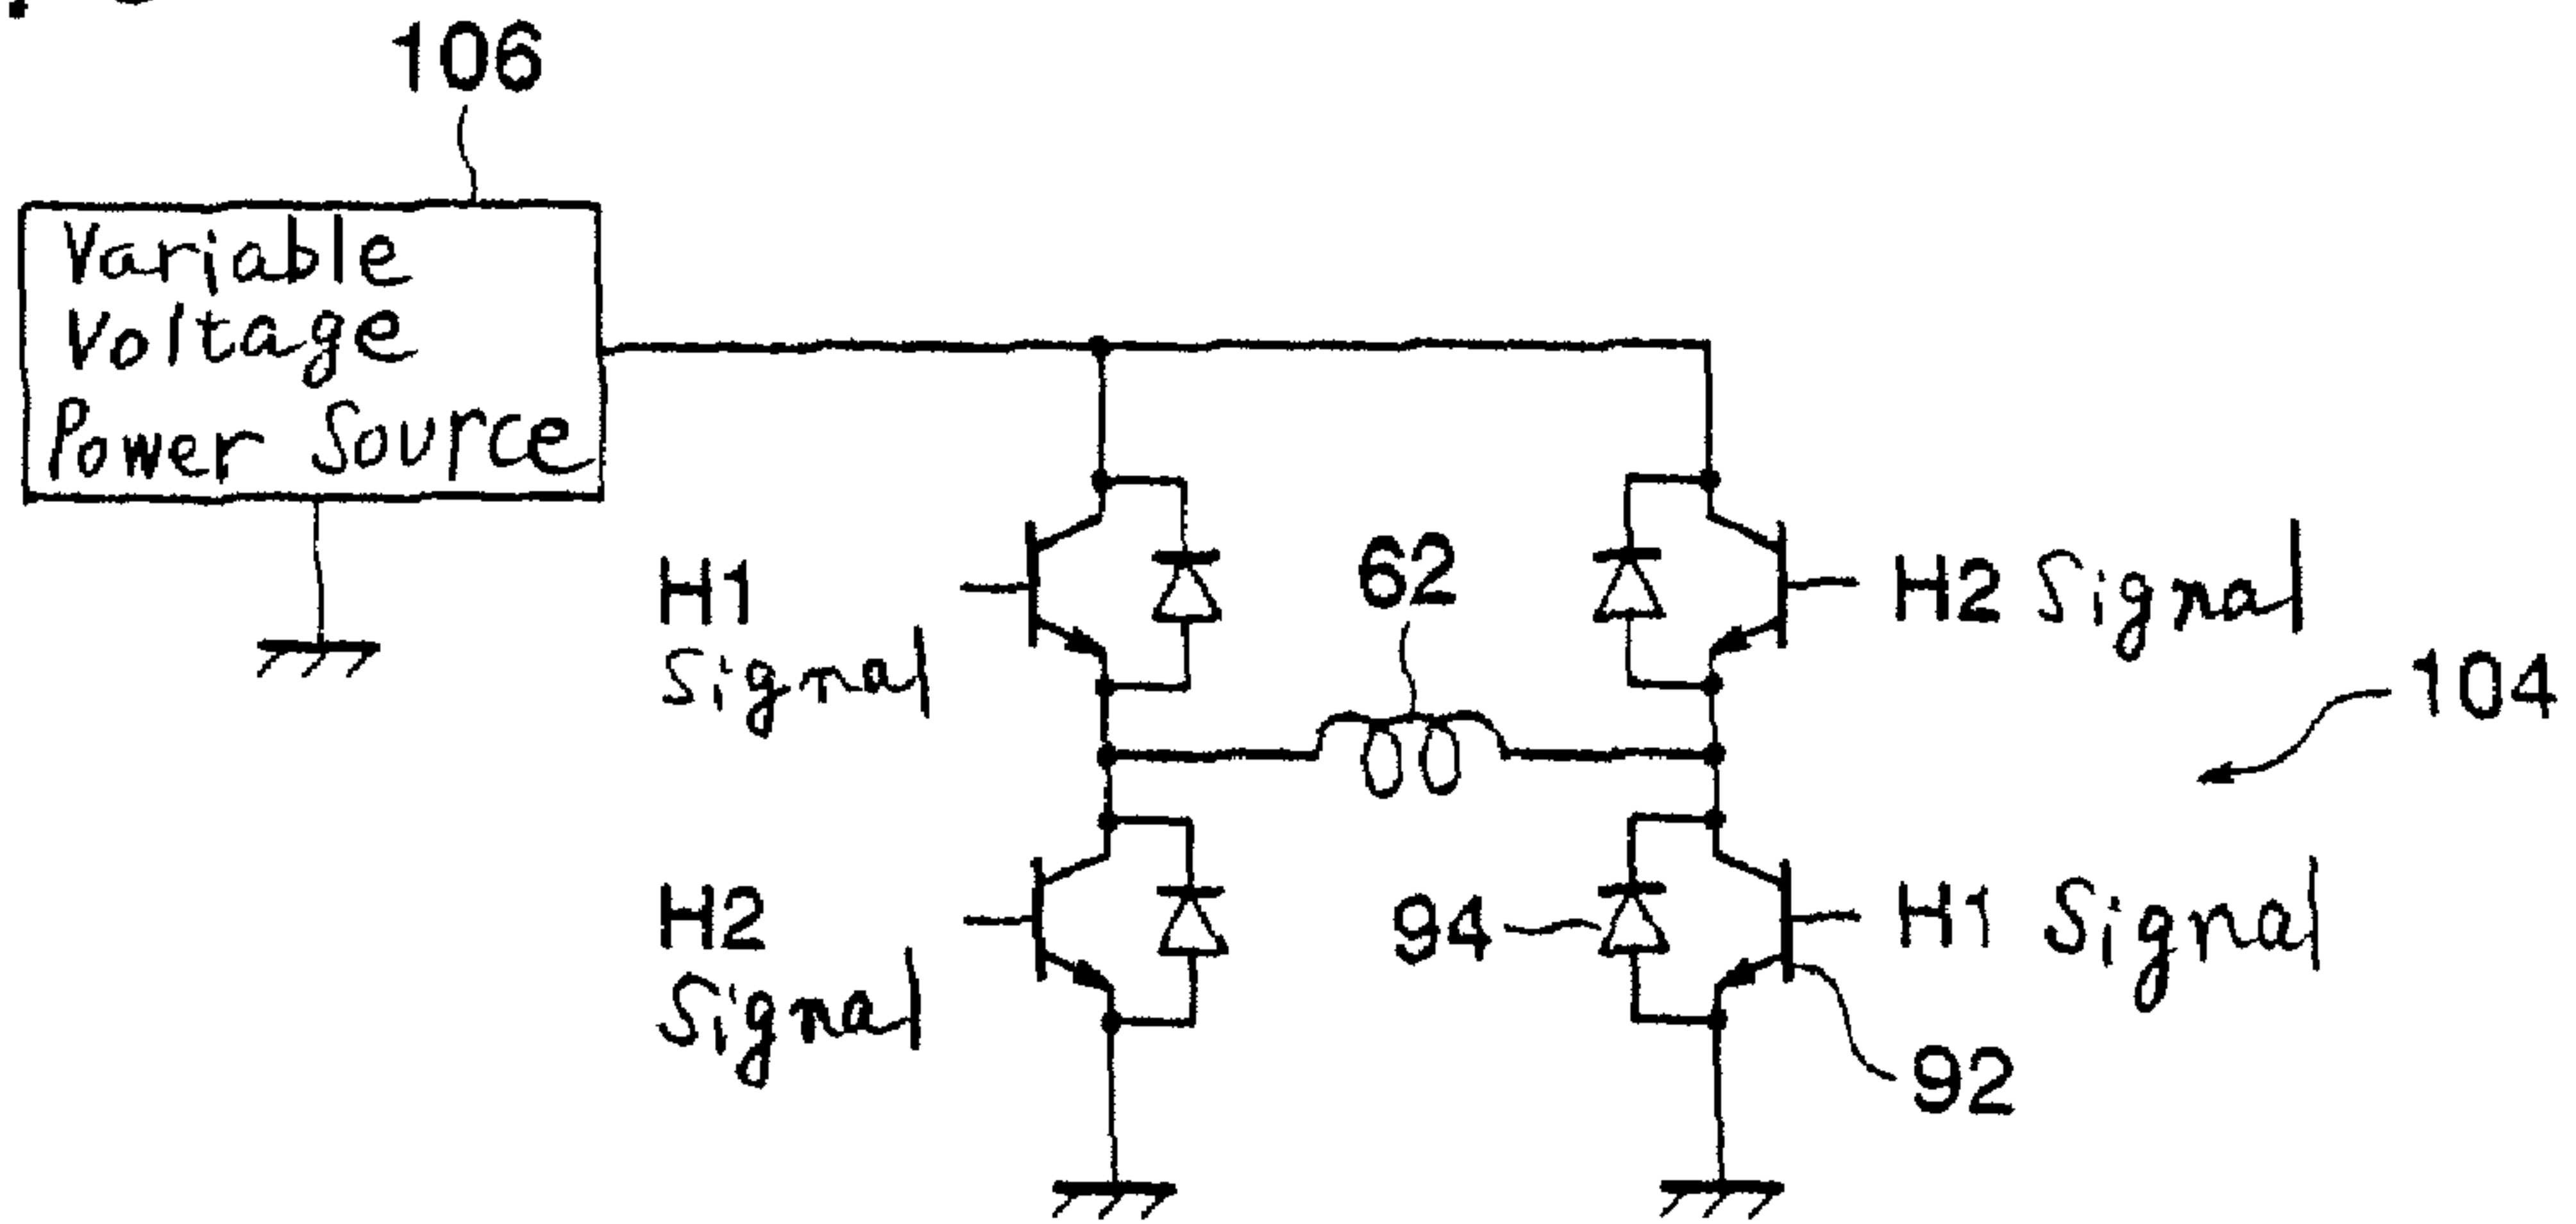 106
Variable
Voltage
Power Source
H1
Signal
62
H2 Signal
104
H2
Signal
94
H1 Signal
92